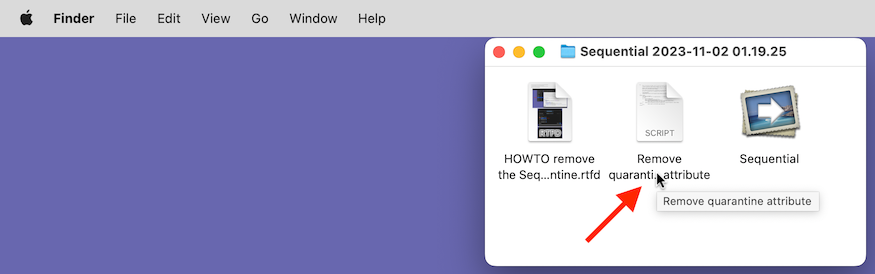 Finder File Edit View Go Window Help
Sequential 2023-11-02 01.19.25
RTFD
SCRIPT
HOWTO remove
the Seq...ntine.rtfd
Remove
quaranti...attribute
Sequential
Remove quarantine attribute